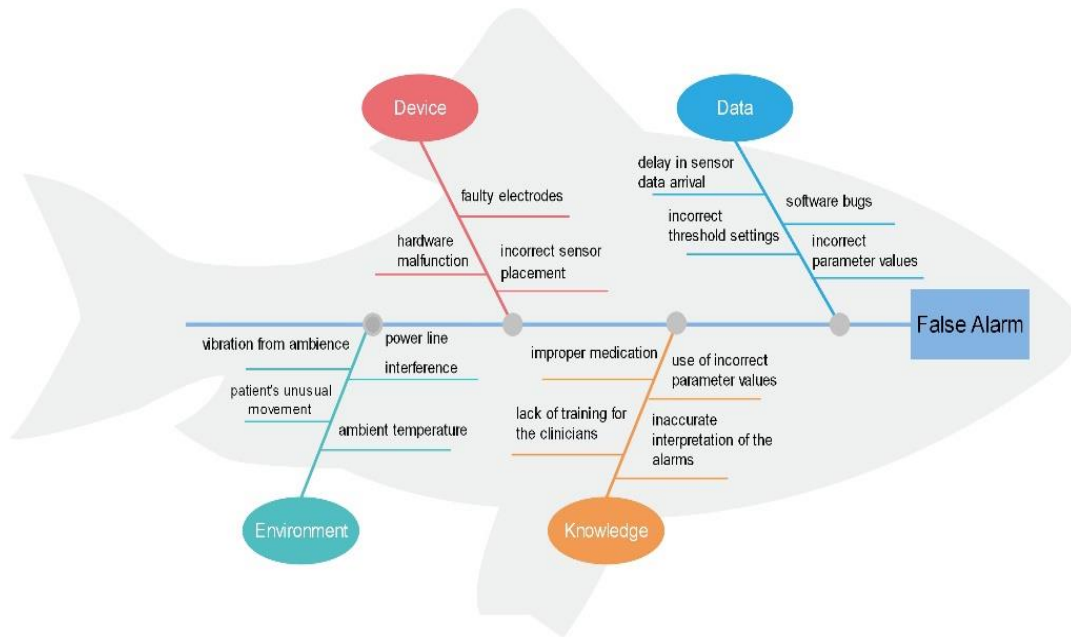 Device
Data
delay in sensor
data arrival
faulty electrodes
software bugs
incorrect
threshold settings
hardware
malfunction
incorrect sensor
placement
incorrect
parameter values
False Alarm
vibration from ambience
power line
interference
improper medication
use of incorrect
parameter values
patient's unusual
movement
lack of training for
the clinicians
inaccurate
interpretation of the
alarms
ambient temperature
Environment
Knowledge